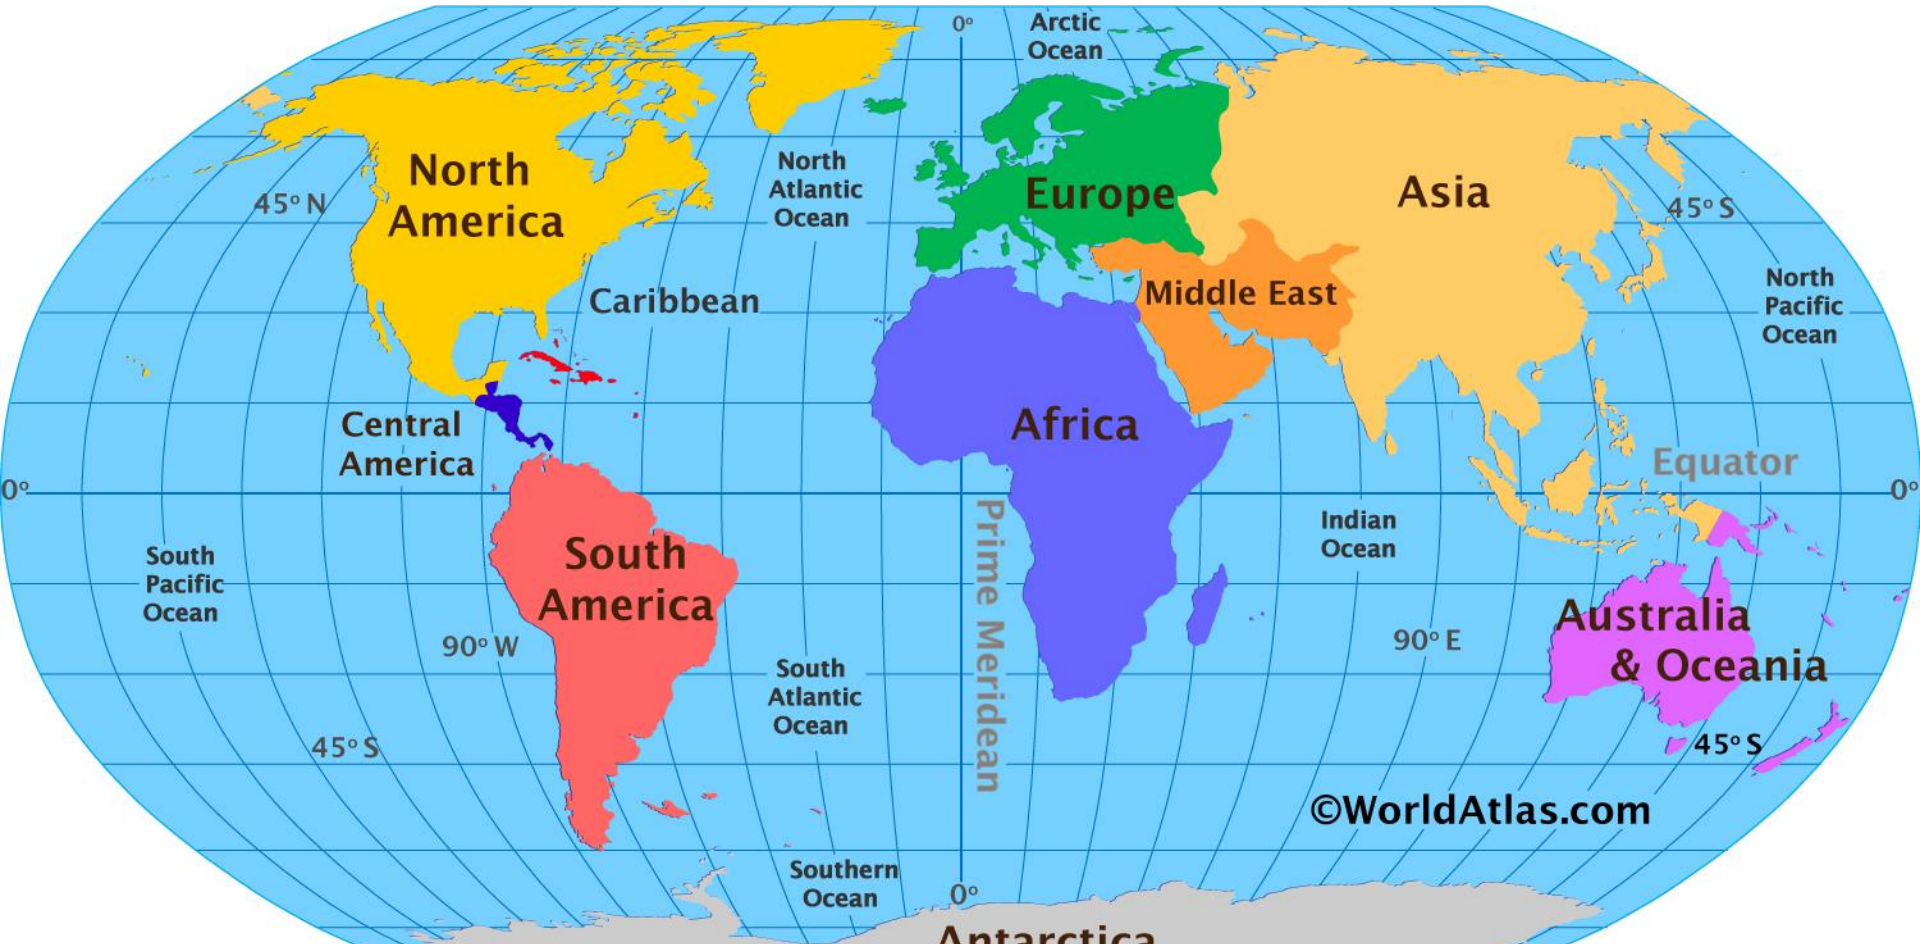 0°
Arctic
Ocean
North
America
45° N
North
Atlantic
Ocean
Europe
Asia
45° S
Caribbean
Middle East
North
Pacific
Ocean
Central
America
Africa
Equator
0°
0°
South
Pacific
Ocean
South
America
90° W
Prime Meridean
Indian
Ocean
90° E
Australia
& Oceania
South
Atlantic
Ocean
45° S
45° S
©WorldAtlas.com
Southern
Ocean
0°
Antarctica